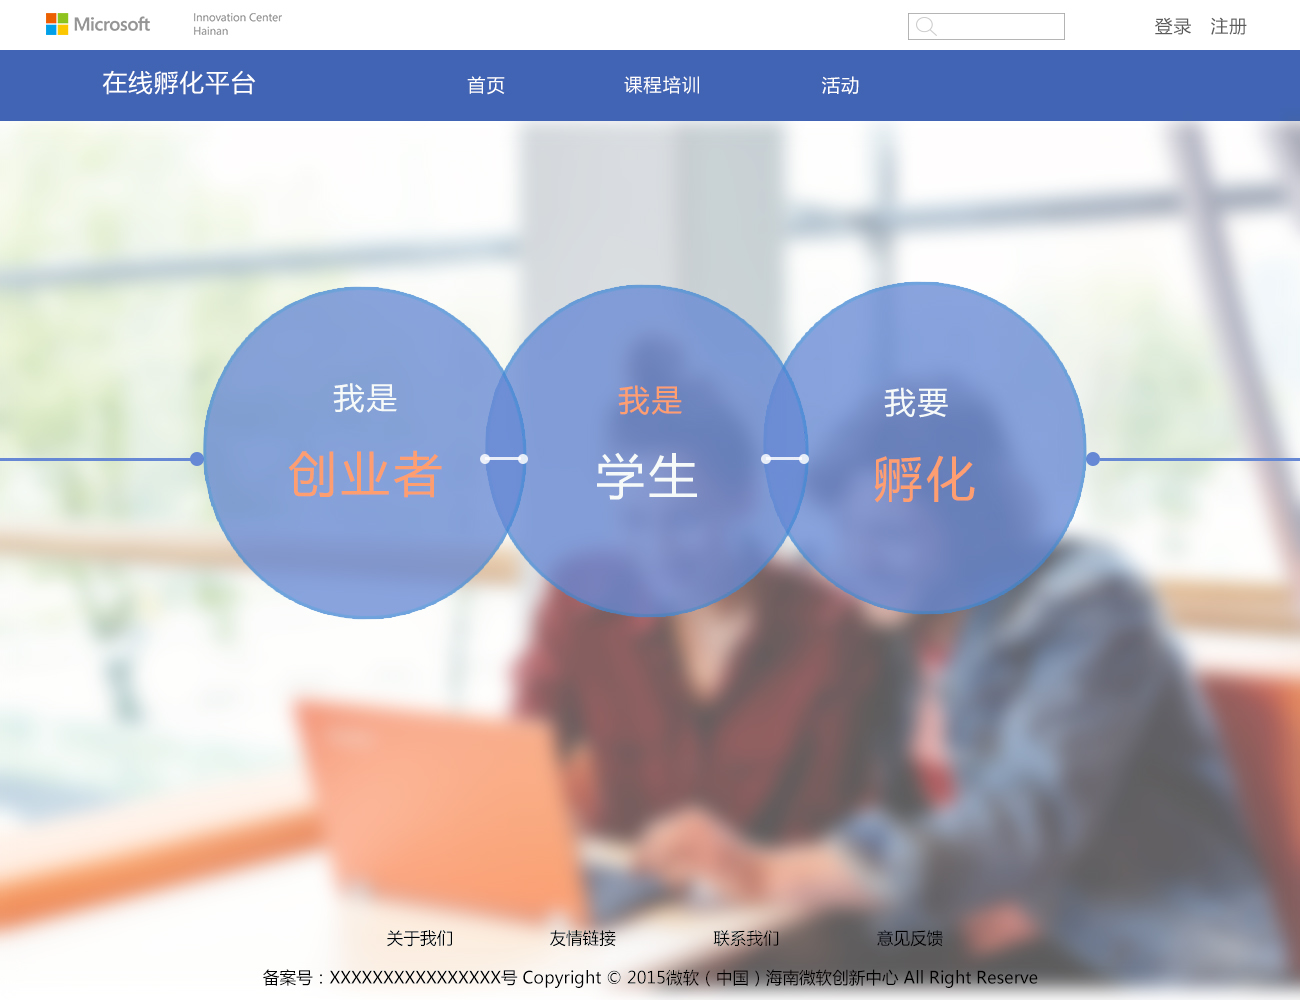 Microsoft
Innovation Center
Hainan
登录 注册
在线孵化平台
首页 课程培训 活动
我是
创业者
我是
学生
我要
孵化
关于我们 友情链接 联系我们 意见反馈
备案号：XXXXXXXXXXXXXXXX号 Copyright © 2015微软（中国）海南微软创新中心 All Right Reserve